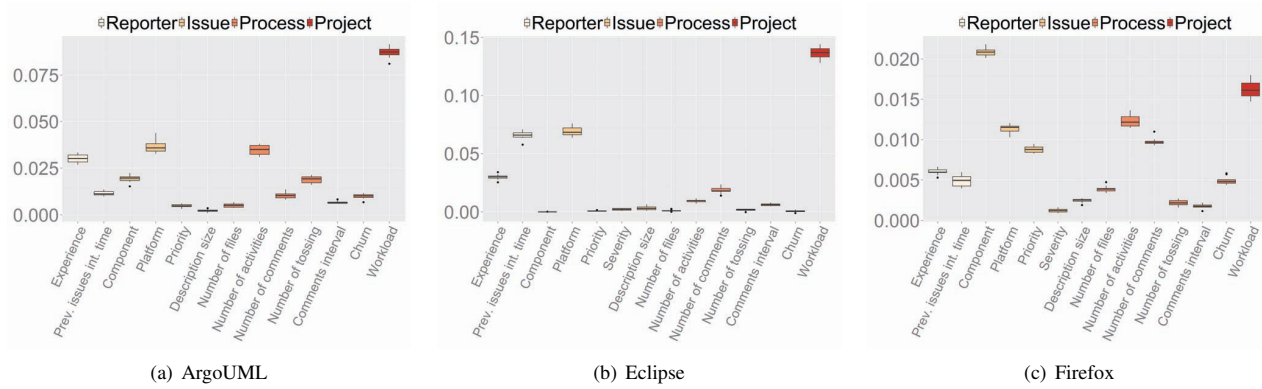 Reporter Issue Process Project
0.075
0.050
0.025
0.000
Experience
Prev. issues int. time
Component
Platform
Priority
Description size
Number of files
Number of activities
Number of comments
Number of tossing
Comments interval
Churn
Workload
(a) ArgoUML
Reporter Issue Process Project
0.15
0.10
0.05
0.00
Experience
Prev. issues int. time
Component
Platform
Priority
Severity
Description size
Number of files
Number of activities
Number of comments
Number of tossing
Comments interval
Churn
Workload
(b) Eclipse
Reporter Issue Process Project
0.020
0.015
0.010
0.005
0.000
Experience
Prev. issues int. time
Component
Platform
Priority
Severity
Description size
Number of files
Number of activities
Number of comments
Number of tossing
Comments interval
Churn
Workload
(c) Firefox